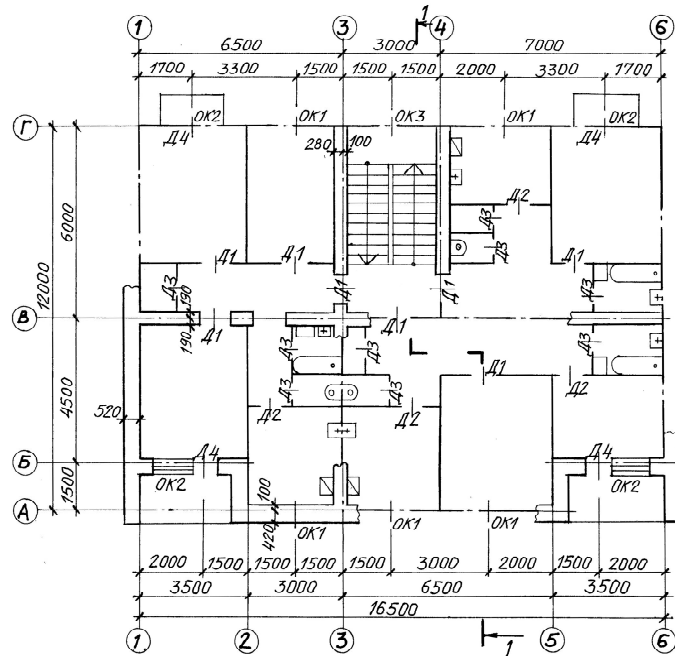 1
1 3 4 6
6500 3000 7000
1700 3300 1500 1500 1500 2000 3300 1700
Г ОК2 ОК1 ОК3 ОК1 ОК2
Д4 Д4
280 100
Д2
Д3
6000
Д3
Д1 Д1 Д1
Д3 Д1 Д1 Д3
12000
190
В
Д1 Д1
190
Д3 Д3 Д3
Д1 Д2
4500
520
Д3 Д3
Д2 Д2
Д4 Д4
Б
ОК2 ОК2
1500
100
А
420
ОК1 ОК1 ОК1
2000 1500 1500 1500 1500 3000 2000 1500 2000
3500 3000 6500 3500
16500
1 2 3 5 6
1